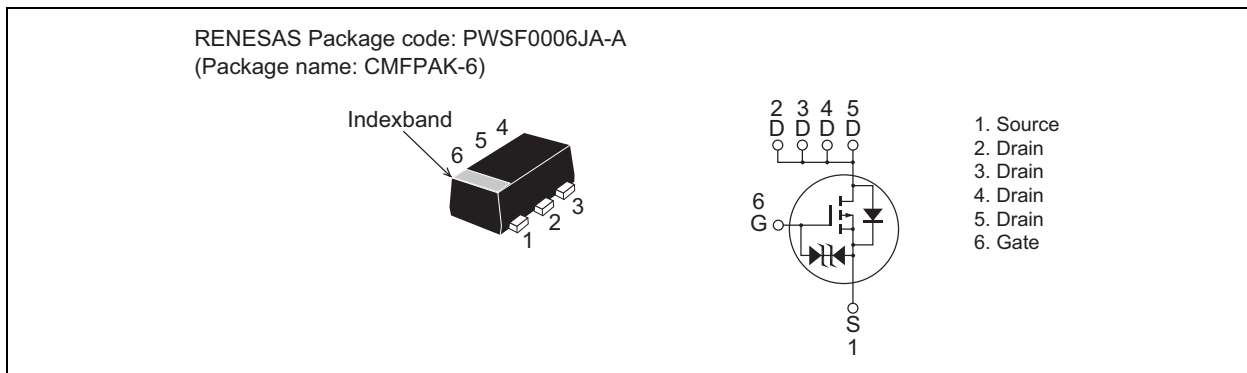 RENESAS Package code: PWSF0006JA-A
(Package name: CMFPAK-6)
Indexband
4
5
6
3
2
1
2 3 4 5
D D D D
6
G
S
1
1. Source
2. Drain
3. Drain
4. Drain
5. Drain
6. Gate